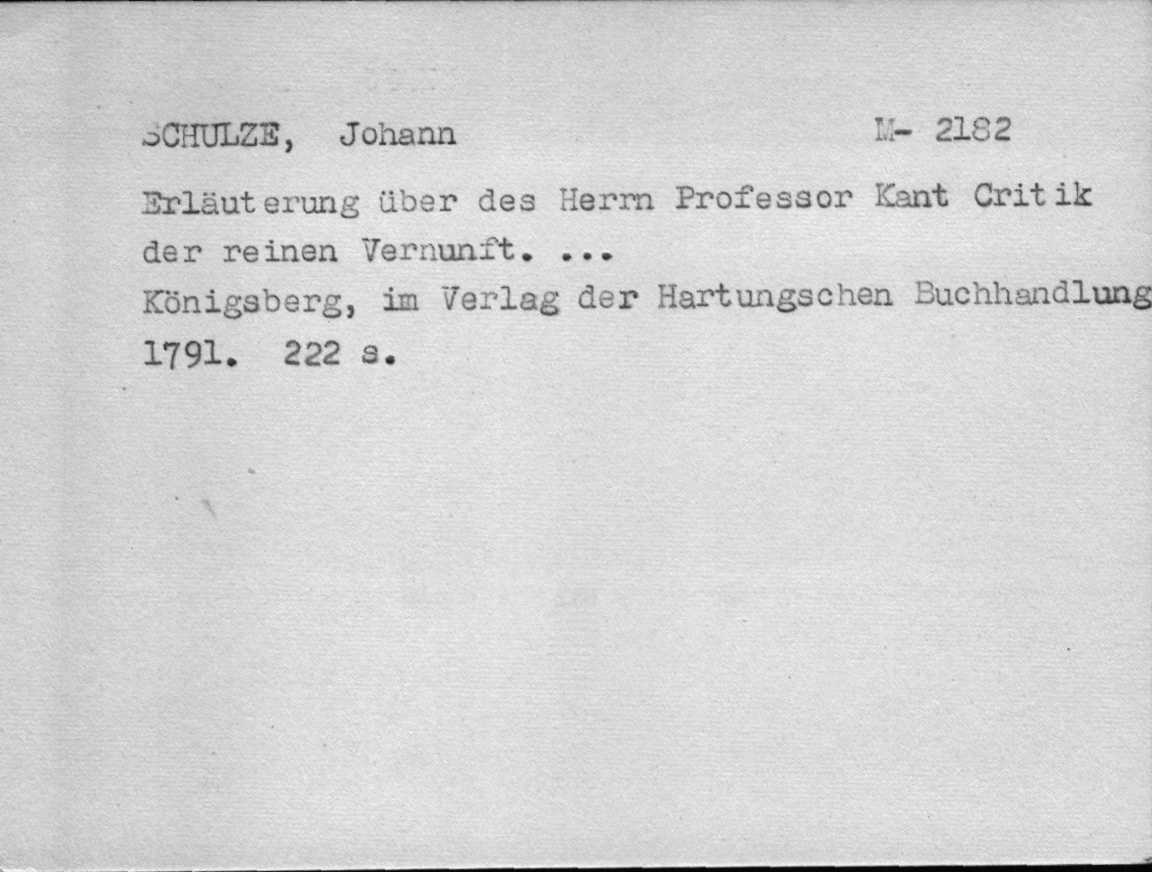 SCHULZE, Johann M- 2182
Erläuterung über des Herrn Professor Kant Critik
der reinen Vernunft. ...
Königsberg, im Verlag der Hartungschen Buchhandlung
1791. 222 s.